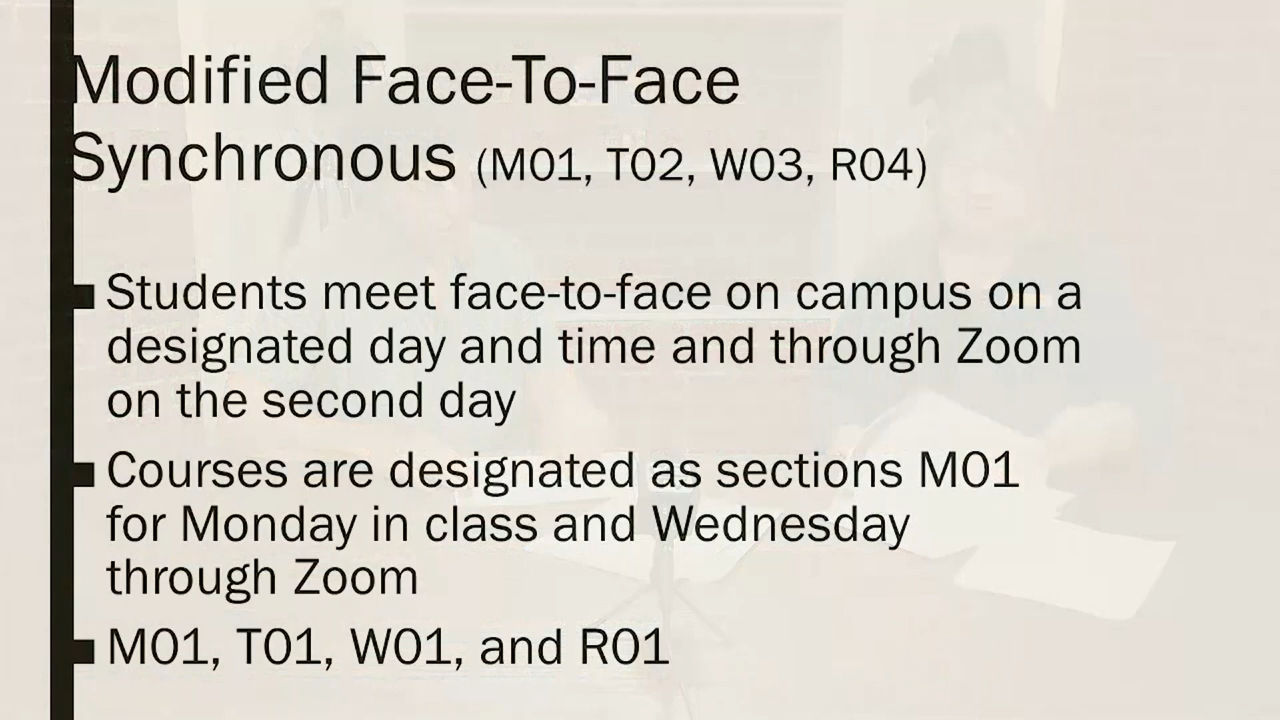 Modified Face-To-Face
Synchronous (M01, T02, W03, R04)
Students meet face-to-face on campus on a
designated day and time and through Zoom
on the second day
Courses are designated as sections M01
for Monday in class and Wednesday
through Zoom
M01, T01, W01, and R01